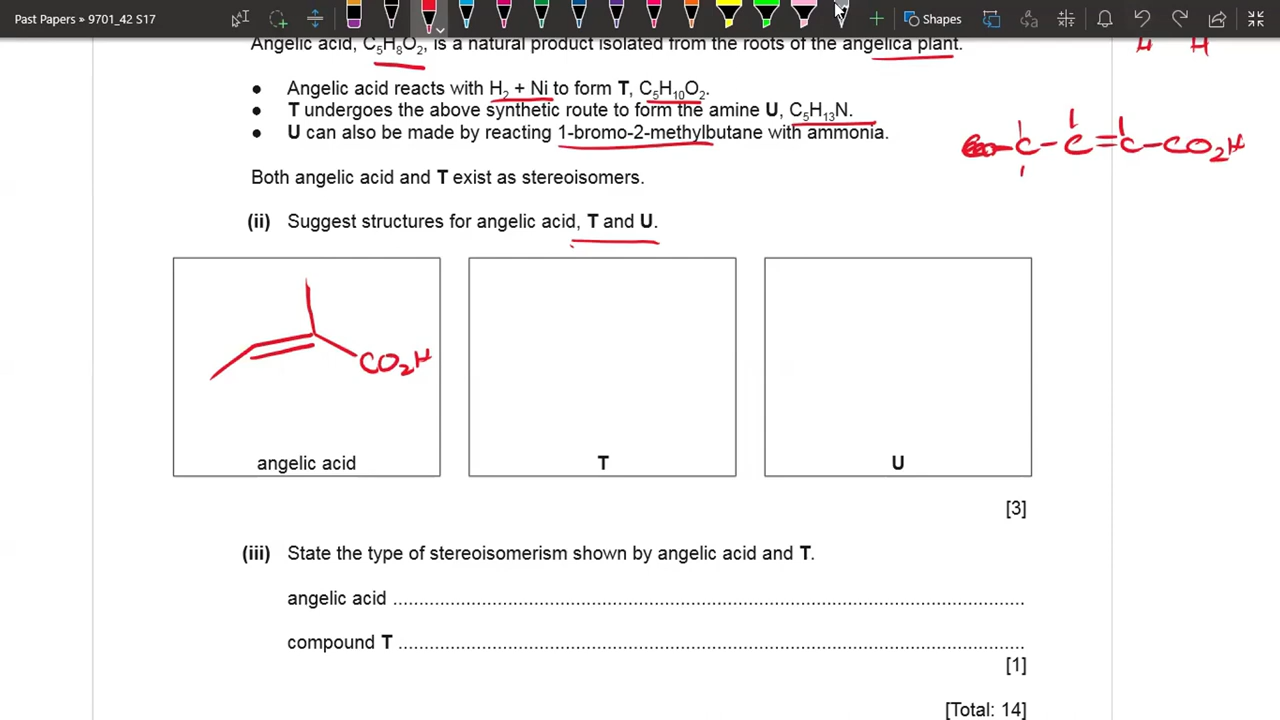 Past Papers » 9701_42 S17
Shapes
Angelic acid, C₅H₈O₂, is a natural product isolated from the roots of the angelica plant.
H H
● Angelic acid reacts with H₂ + Ni to form T, C₅H₁₀O₂.
● T undergoes the above synthetic route to form the amine U, C₅H₁₃N.
● U can also be made by reacting 1-bromo-2-methylbutane with ammonia.
C – C = C – CO₂H
Both angelic acid and T exist as stereoisomers.
(ii) Suggest structures for angelic acid, T and U.
CO₂H
angelic acid
T
U
[3]
(iii) State the type of stereoisomerism shown by angelic acid and T.
angelic acid ................................................................
compound T ................................................................
[1]
[Total: 14]